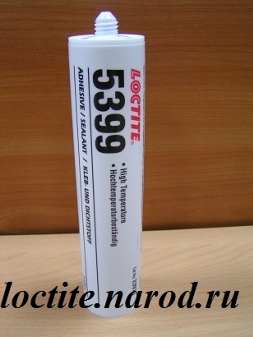 LOCTITE®
5399
ADHESIVE / SEALANT / KLEB- UND DICHTSTOFF
• High Temperature
• Hochtemperaturbeständig
loctite.narod.ru